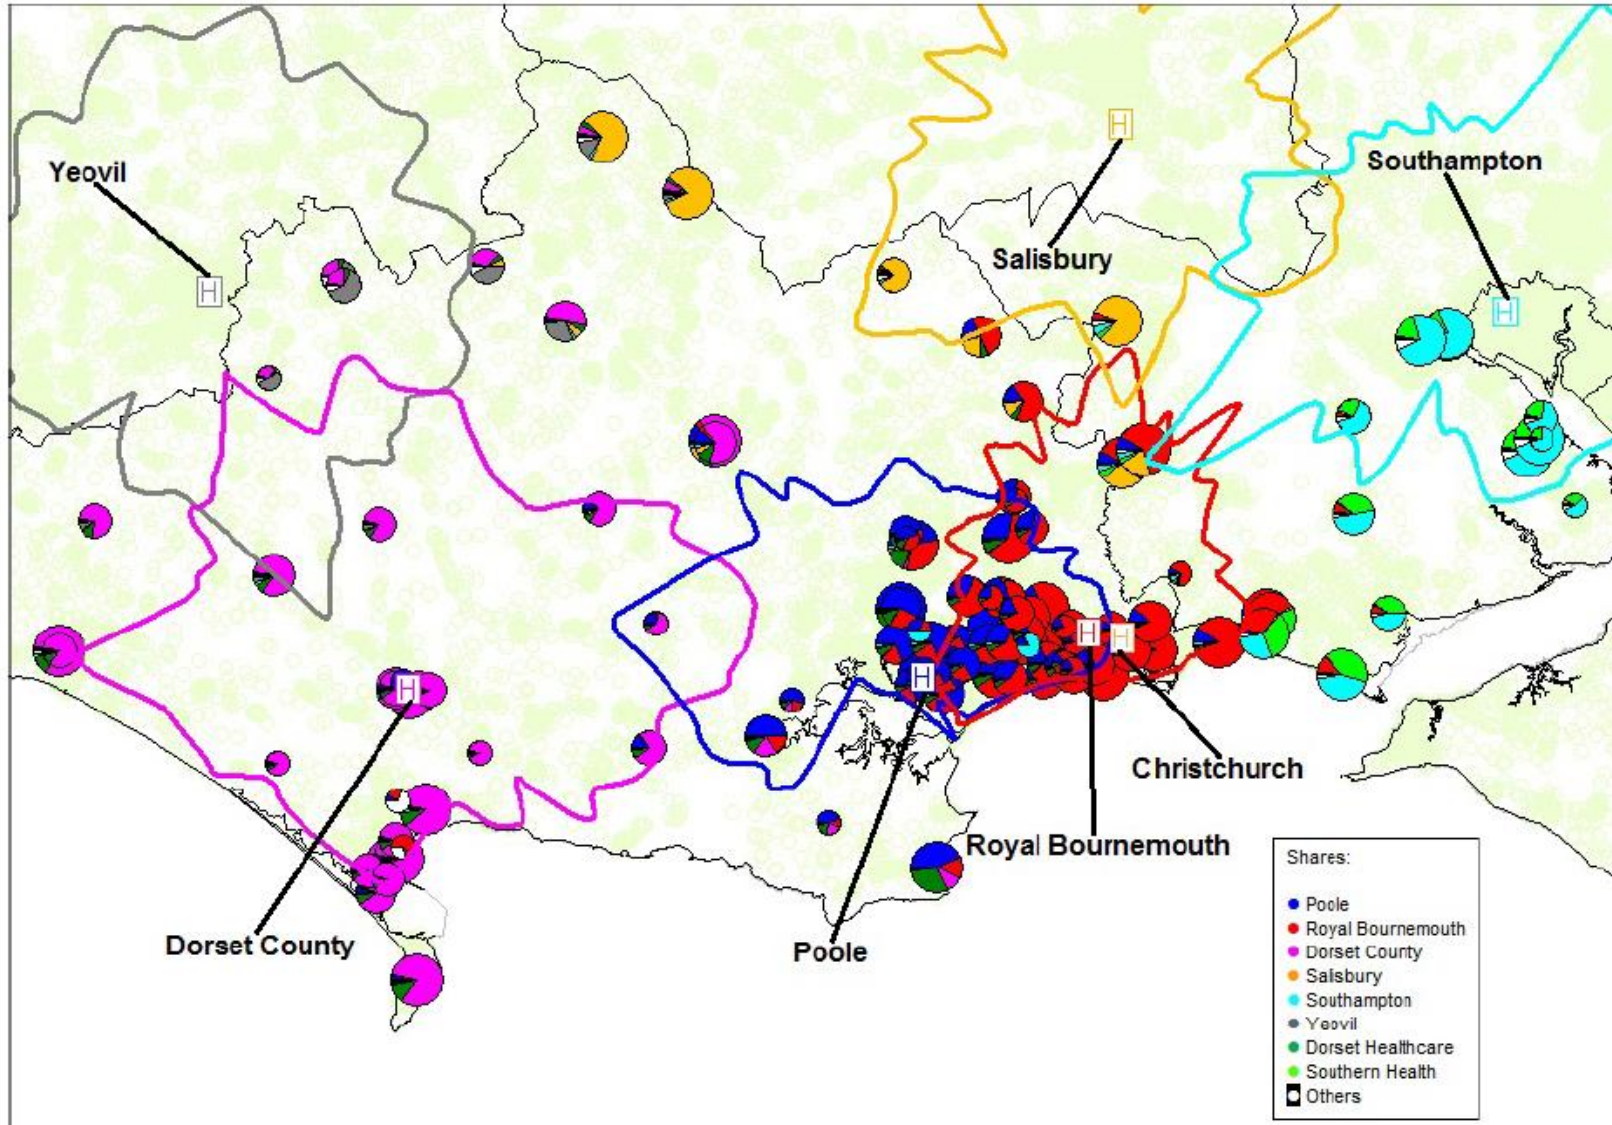 Yeovil
H
H
Southampton
Salisbury
H
H
H
H
H
Christchurch
Royal Bournemouth
Dorset County
Poole
Shares:
Poole
Royal Bournemouth
Dorset County
Salisbury
Southampton
Yeovil
Dorset Healthcare
Southern Health
Others